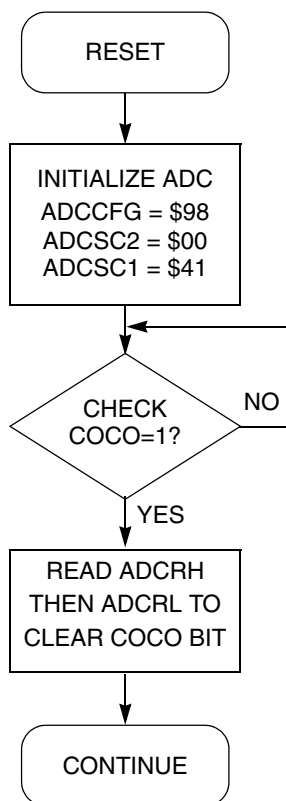 RESET
INITIALIZE ADC
ADCCFG = $98
ADCSC2 = $00
ADCSC1 = $41
CHECK
COCO=1?
NO
YES
READ ADCRH
THEN ADCRL TO
CLEAR COCO BIT
CONTINUE